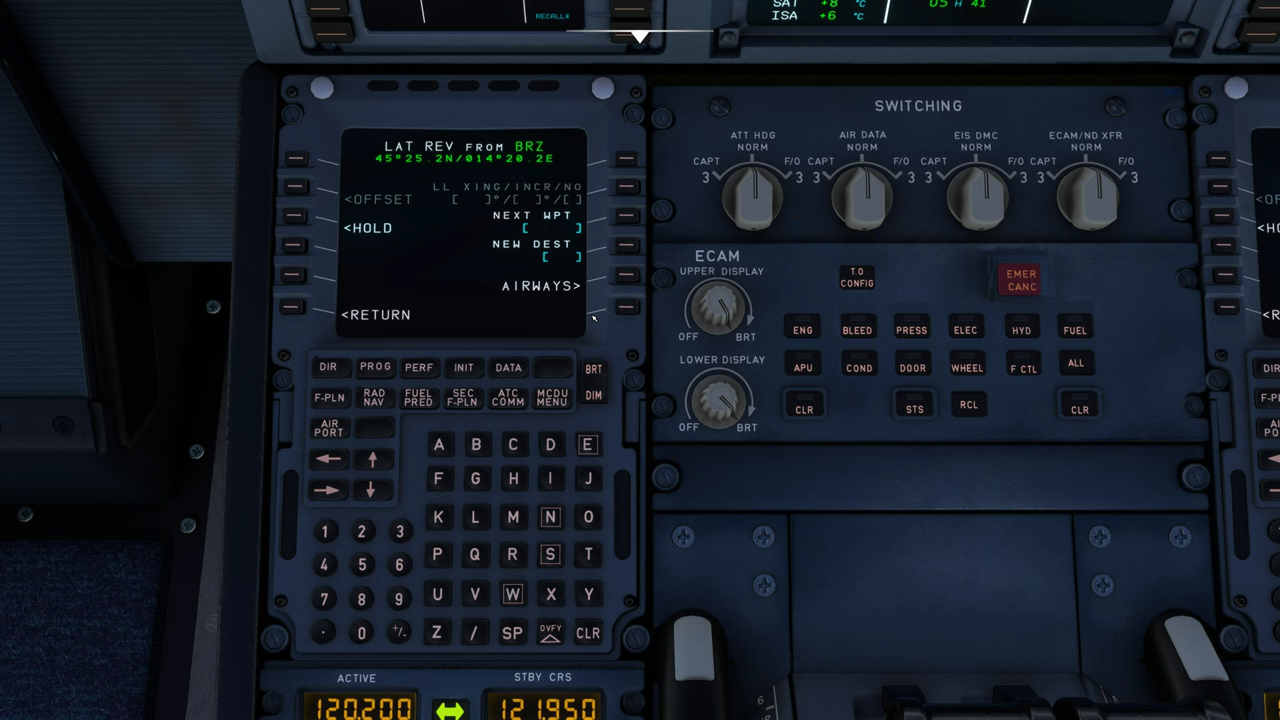 RECALL*
SAT +8 °C
ISA +6 °C
LAT REV FROM BRZ
45°25.2N/014°20.2E
LL XING/INCR/NO
<OFFSET [ ]°/[ ]°/[ ]
NEXT WPT
<HOLD [ ]
NEW DEST
[ ]
AIRWAYS>
<RETURN
DIR PROG PERF INIT DATA
BRT
F-PLN RAD NAV FUEL PRED SEC F-PLN ATC COMM MCDU MENU
DIM
AIR PORT
A B C D E
F G H I J
K L M N O
1 2 3
P Q R S T
4 5 6
U V W X Y
7 8 9
Z / SP OVFY CLR
. 0 +/-
ACTIVE STBY CRS
120.200 121.950
SWITCHING
ATT HDG AIR DATA EIS DMC ECAM/ND XFR
NORM NORM NORM NORM
CAPT F/O CAPT F/O CAPT F/O CAPT F/O
3 3 3 3 3 3 3 3
ECAM
UPPER DISPLAY
OFF BRT
T.O CONFIG
EMER CANC
ENG BLEED PRESS ELEC HYD FUEL
LOWER DISPLAY
APU COND DOOR WHEEL F CTL ALL
CLR STS RCL CLR
OFF BRT